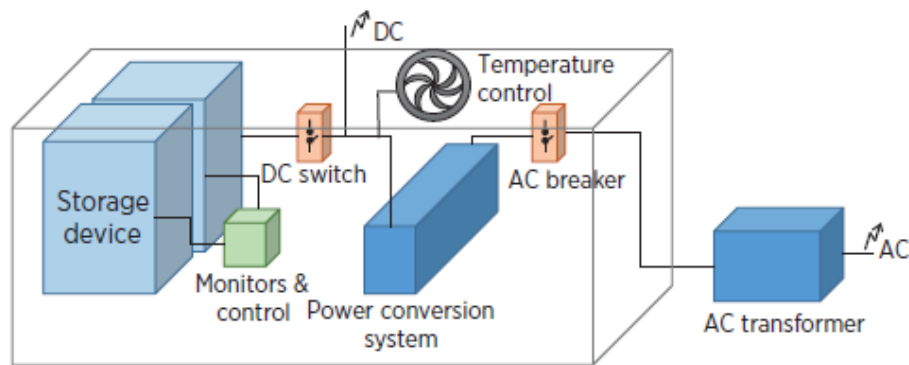 DC
Temperature
control
DC switch
AC breaker
Storage
device
Monitors &
control
Power conversion
system
AC
AC transformer